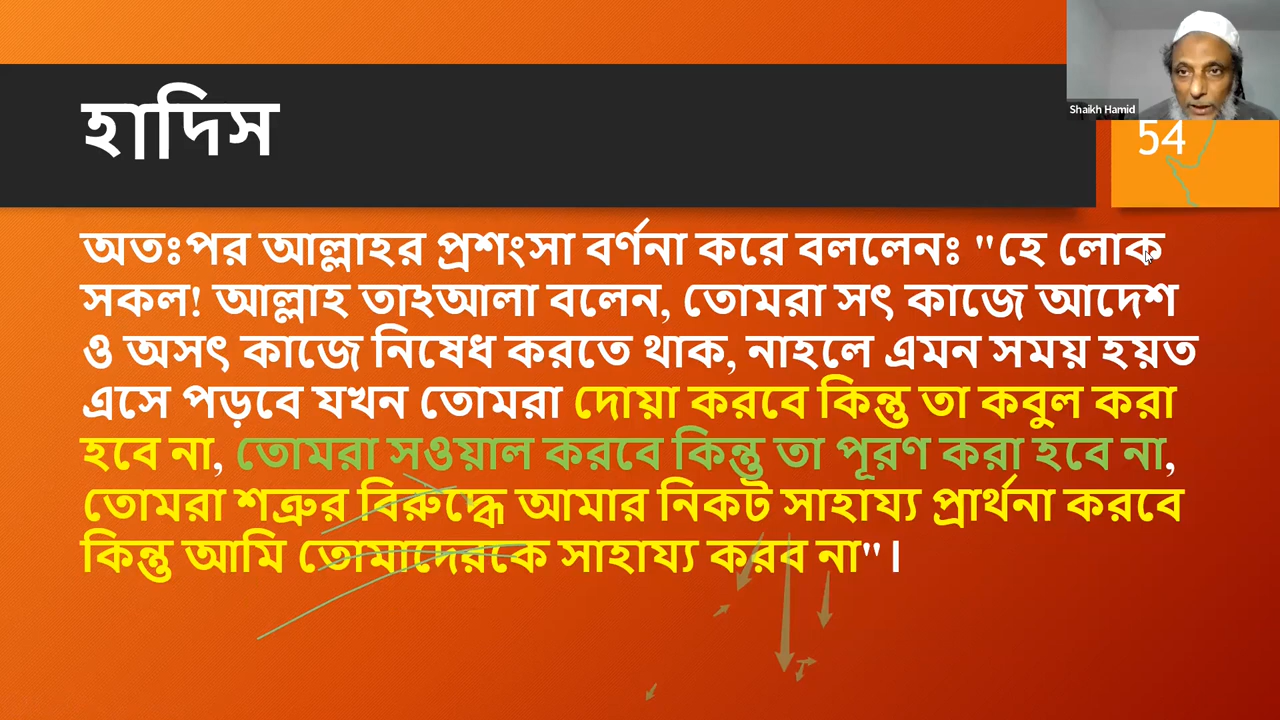 হাদিস
Shaikh Hamid
54
অতঃপর আল্লাহর প্রশংসা বর্ণনা করে বললেনঃ "হে লোক
সকল! আল্লাহ তাঽআলা বলেন, তোমরা সৎ কাজে আদেশ
ও অসৎ কাজে নিষেধ করতে থাক, নাহলে এমন সময় হয়ত
এসে পড়বে যখন তোমরা দোয়া করবে কিন্তু তা কবুল করা
হবে না, তোমরা সওয়াল করবে কিন্তু তা পূরণ করা হবে না,
তোমরা শত্রুর বিরুদ্ধে আমার নিকট সাহায্য প্রার্থনা করবে
কিন্তু আমি তোমাদেরকে সাহায্য করব না"।